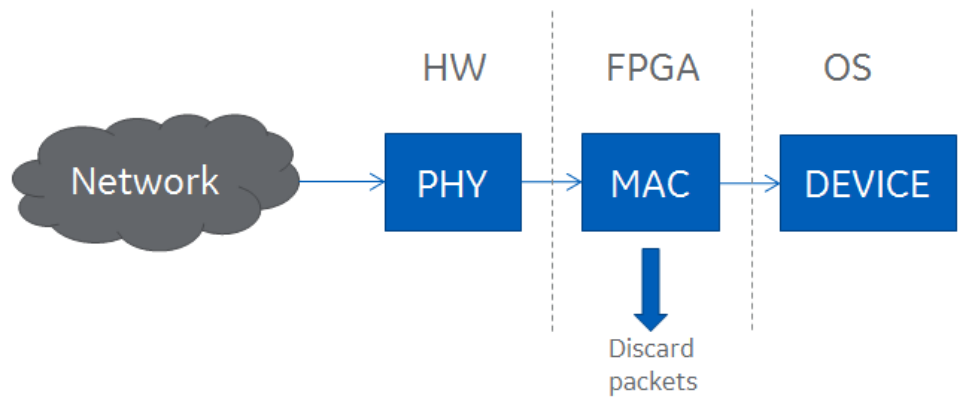 HW
FPGA
OS
Network
PHY
MAC
DEVICE
Discard
packets